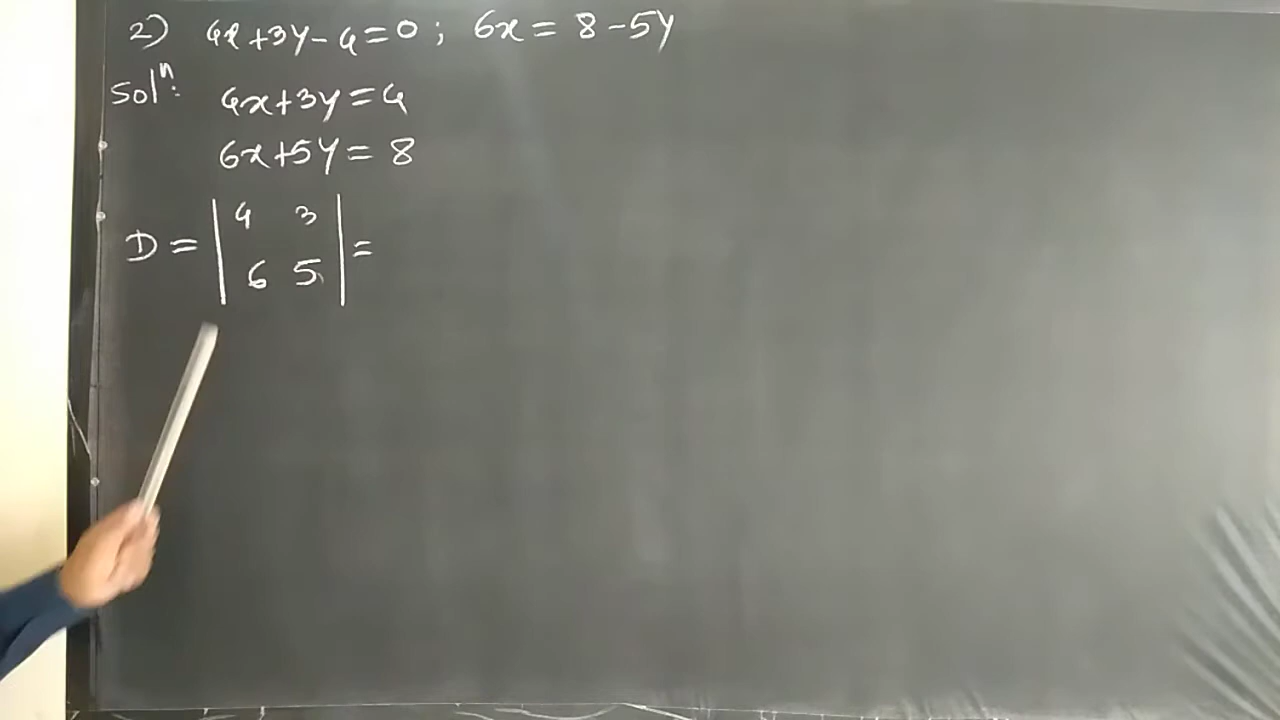 2) 4x+3y-4=0; 6x=8-5y
Solⁿ: 4x+3y=4
6x+5y=8
D = | 4 3 | =
| 6 5 |